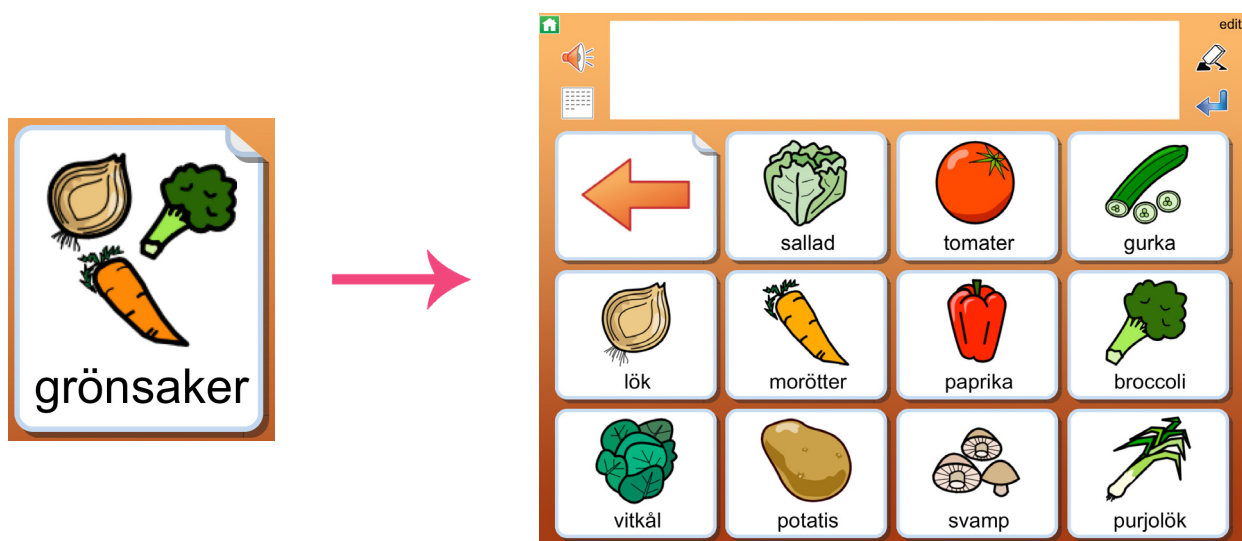 grönsaker
edit
sallad
tomater
gurka
lök
morötter
paprika
broccoli
vitkål
potatis
svamp
purjolök